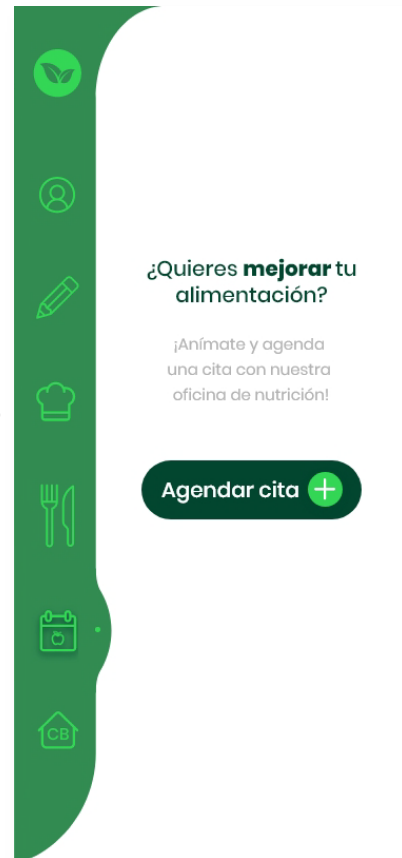 ¿Quieres mejorar tu
alimentación?
¡Anímate y agenda
una cita con nuestra
oficina de nutrición!
Agendar cita
CB